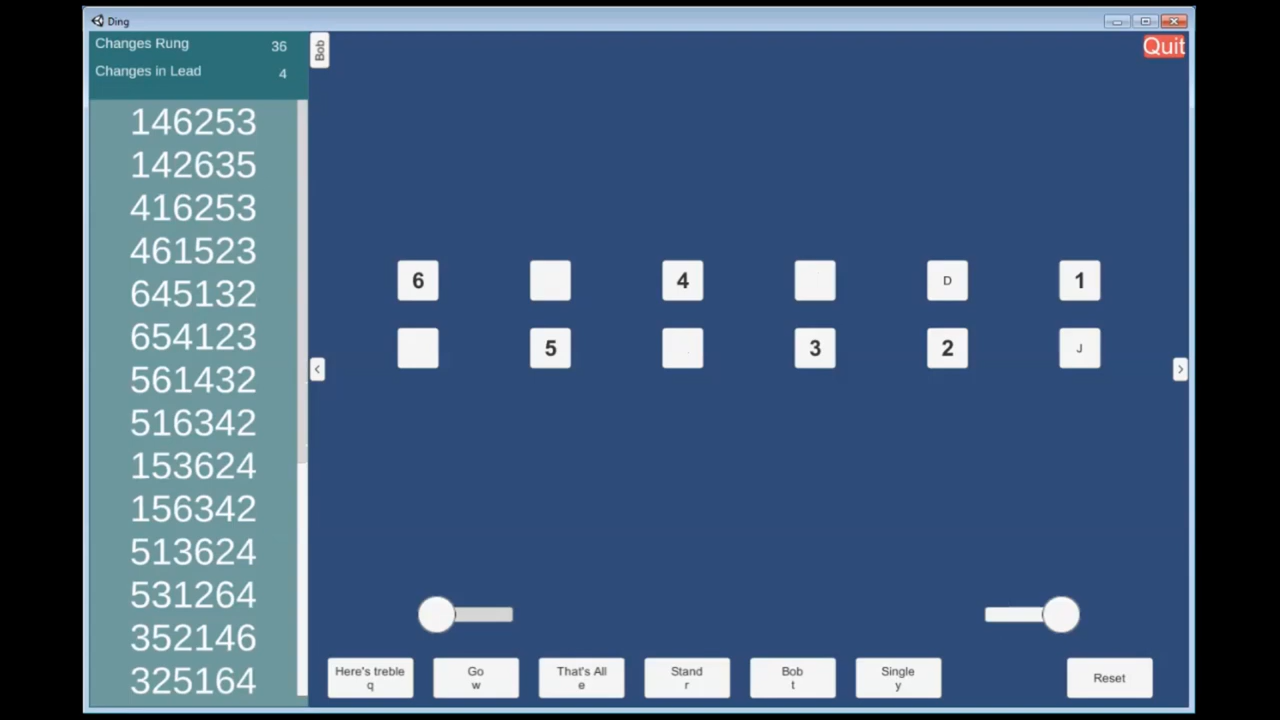 Ding
Changes Rung 36
Changes in Lead 4
Bob
Quit
146253
142635
416253
461523
645132
654123
561432
516342
153624
156342
513624
531264
352146
325164
6 4 D 1
5 3 2 J
< >
Here's treble
q
Go
w
That's All
e
Stand
r
Bob
t
Single
y
Reset